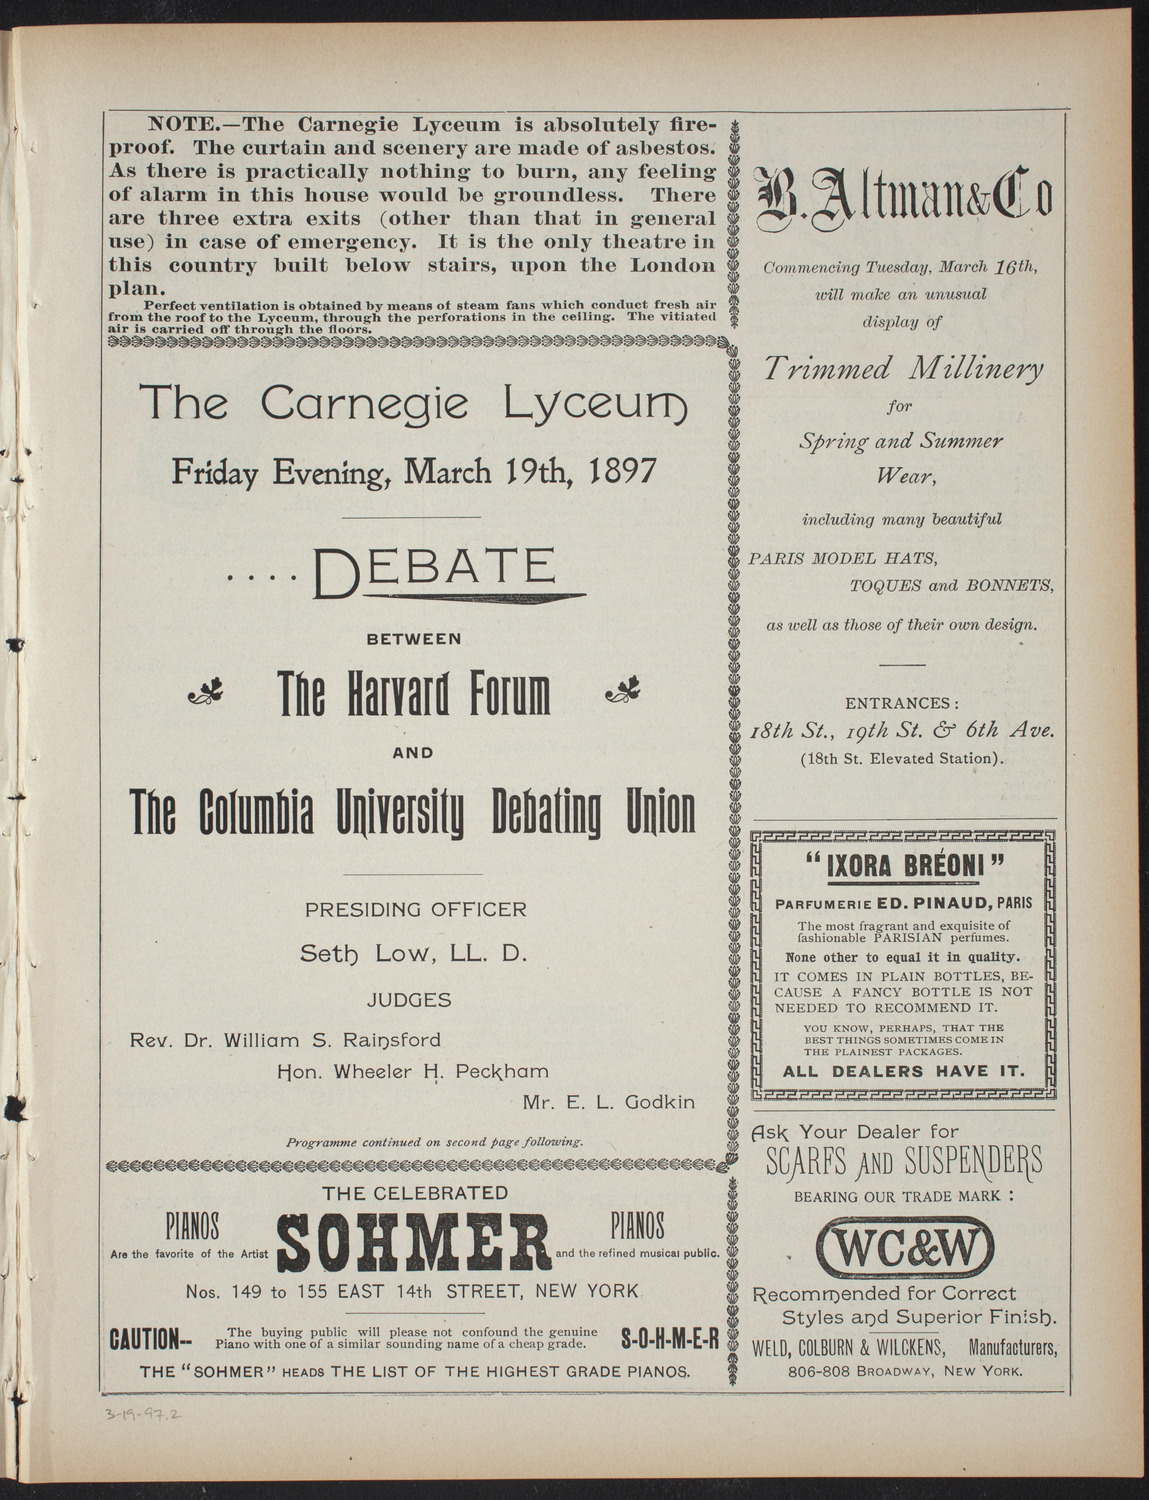 NOTE.—The Carnegie Lyceum is absolutely fire-
proof. The curtain and scenery are made of asbestos.
As there is practically nothing to burn, any feeling
of alarm in this house would be groundless. There
are three extra exits (other than that in general
use) in case of emergency. It is the only theatre in
this country built below stairs, upon the London
plan.
Perfect ventilation is obtained by means of steam fans which conduct fresh air
from the roof to the Lyceum, through the perforations in the ceiling. The vitiated
air is carried off through the floors.
The Carnegie Lyceum
Friday Evening, March 19th, 1897
....DEBATE
BETWEEN
The Harvard Forum
AND
The Columbia University Debating Union
PRESIDING OFFICER
Seth Low, LL. D.
JUDGES
Rev. Dr. William S. Rainsford
Hon. Wheeler H. Peckham
Mr. E. L. Godkin
Programme continued on second page following.
THE CELEBRATED
PIANOS SOHMER PIANOS
Are the favorite of the Artist and the refined musical public.
Nos. 149 to 155 EAST 14th STREET, NEW YORK
CAUTION-- The buying public will please not confound the genuine S-O-H-M-E-R
Piano with one of a similar sounding name of a cheap grade.
THE "SOHMER" HEADS THE LIST OF THE HIGHEST GRADE PIANOS.
B. Altman & Co
Commencing Tuesday, March 16th,
will make an unusual
display of
Trimmed Millinery
for
Spring and Summer
Wear,
including many beautiful
PARIS MODEL HATS,
TOQUES and BONNETS,
as well as those of their own design.
ENTRANCES:
18th St., 19th St. & 6th Ave.
(18th St. Elevated Station).
"IXORA BRÉONI"
PARFUMERIE ED. PINAUD, PARIS
The most fragrant and exquisite of
fashionable PARISIAN perfumes.
None other to equal it in quality.
IT COMES IN PLAIN BOTTLES, BE-
CAUSE A FANCY BOTTLE IS NOT
NEEDED TO RECOMMEND IT.
YOU KNOW, PERHAPS, THAT THE
BEST THINGS SOMETIMES COME IN
THE PLAINEST PACKAGES.
ALL DEALERS HAVE IT.
Ask Your Dealer for
SCARFS AND SUSPENDERS
BEARING OUR TRADE MARK:
WC&W
Recommended for Correct
Styles and Superior Finish.
WELD, COLBURN & WILCKENS, Manufacturers,
806-808 BROADWAY, NEW YORK.
3-19-97.2